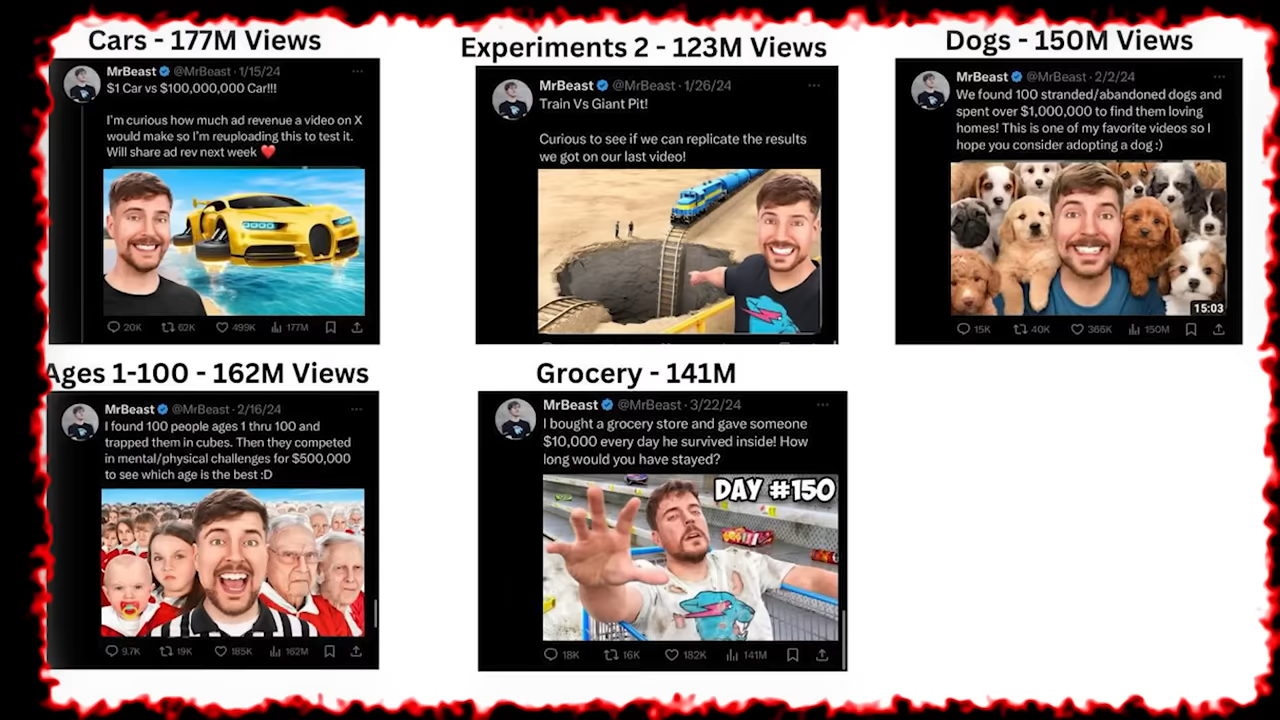 Cars - 177M Views
MrBeast @MrBeast · 1/15/24
$1 Car vs $100,000,000 Car!!!
I'm curious how much ad revenue a video on X
would make so I'm reuploading this to test it.
Will share ad rev next week ❤️
20K 62K 499K 177M
Experiments 2 - 123M Views
MrBeast @MrBeast · 1/26/24
Train Vs Giant Pit!
Curious to see if we can replicate the results
we got on our last video!
Dogs - 150M Views
MrBeast @MrBeast · 2/2/24
We found 100 stranded/abandoned dogs and
spent over $1,000,000 to find them loving
homes! This is one of my favorite videos so I
hope you consider adopting a dog :)
15:03
15K 40K 366K 150M
Ages 1-100 - 162M Views
MrBeast @MrBeast · 2/16/24
I found 100 people ages 1 thru 100 and
trapped them in cubes. Then they competed
in mental/physical challenges for $500,000
to see which age is the best :D
9.7K 19K 185K 162M
Grocery - 141M
MrBeast @MrBeast · 3/22/24
I bought a grocery store and gave someone
$10,000 every day he survived inside! How
long would you have stayed?
DAY #150
18K 16K 182K 141M